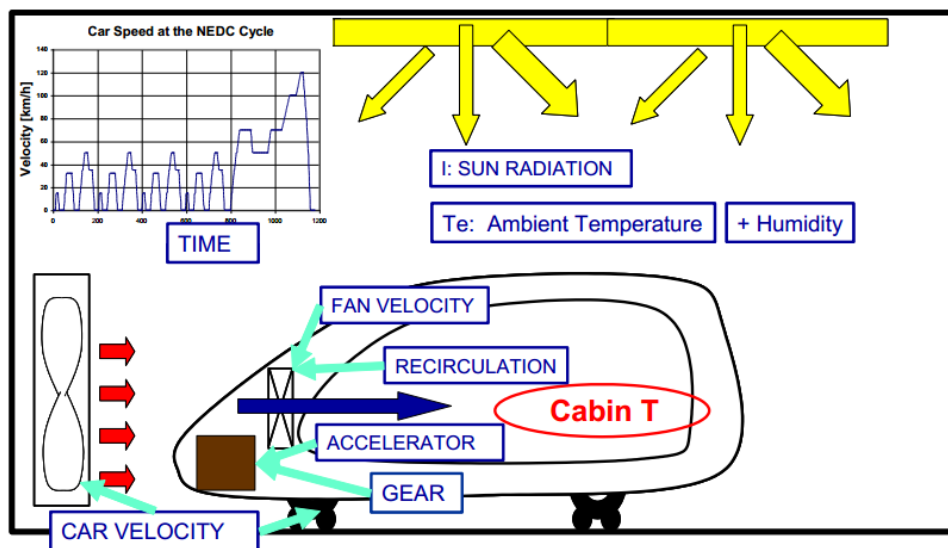 Car Speed at the NEDC Cycle
Velocity [km/h]
140
120
100
80
60
40
20
0
0 200 400 600 800 1000 1200
TIME
I: SUN RADIATION
Te: Ambient Temperature
+ Humidity
FAN VELOCITY
RECIRCULATION
Cabin T
ACCELERATOR
GEAR
CAR VELOCITY